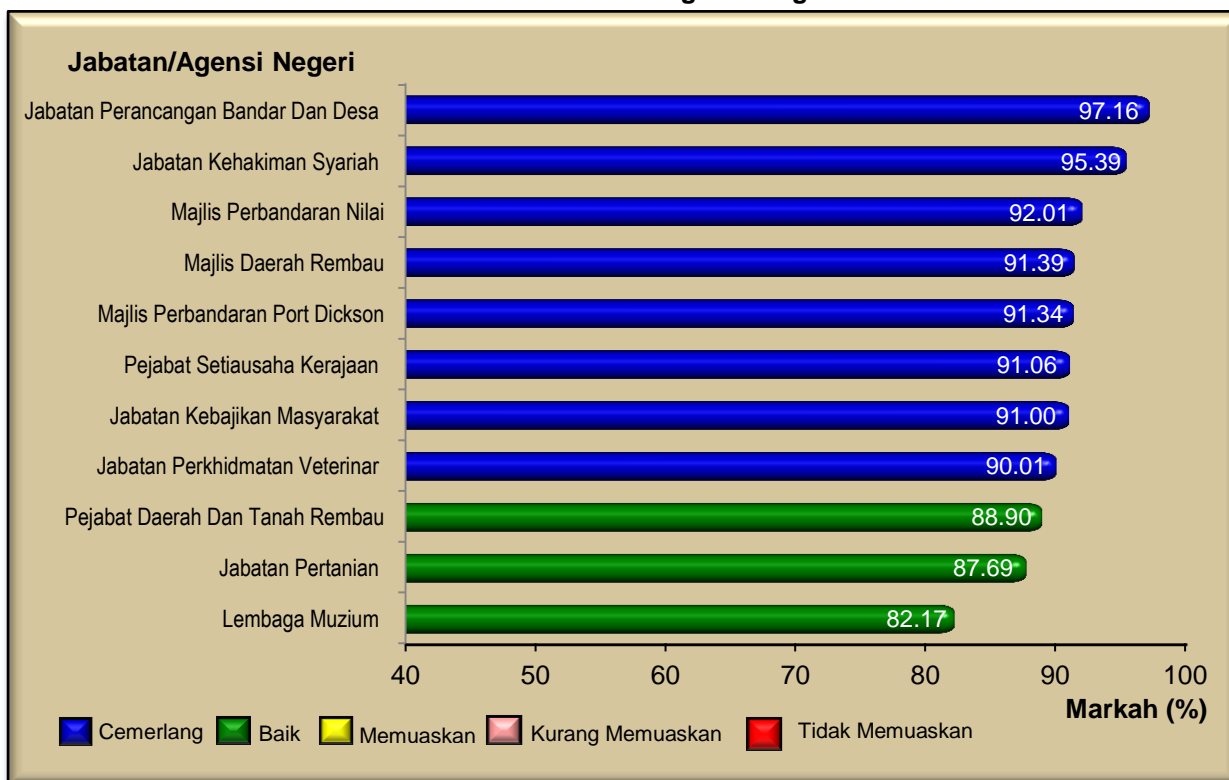 Jabatan/Agensi Negeri
Jabatan Perancangan Bandar Dan Desa 97.16
Jabatan Kehakiman Syariah 95.39
Majlis Perbandaran Nilai 92.01
Majlis Daerah Rembau 91.39
Majlis Perbandaran Port Dickson 91.34
Pejabat Setiausaha Kerajaan 91.06
Jabatan Kebajikan Masyarakat 91.00
Jabatan Perkhidmatan Veterinar 90.01
Pejabat Daerah Dan Tanah Rembau 88.90
Jabatan Pertanian 87.69
Lembaga Muzium 82.17
40 50 60 70 80 90 100
Markah (%)
Cemerlang Baik Memuaskan Kurang Memuaskan Tidak Memuaskan